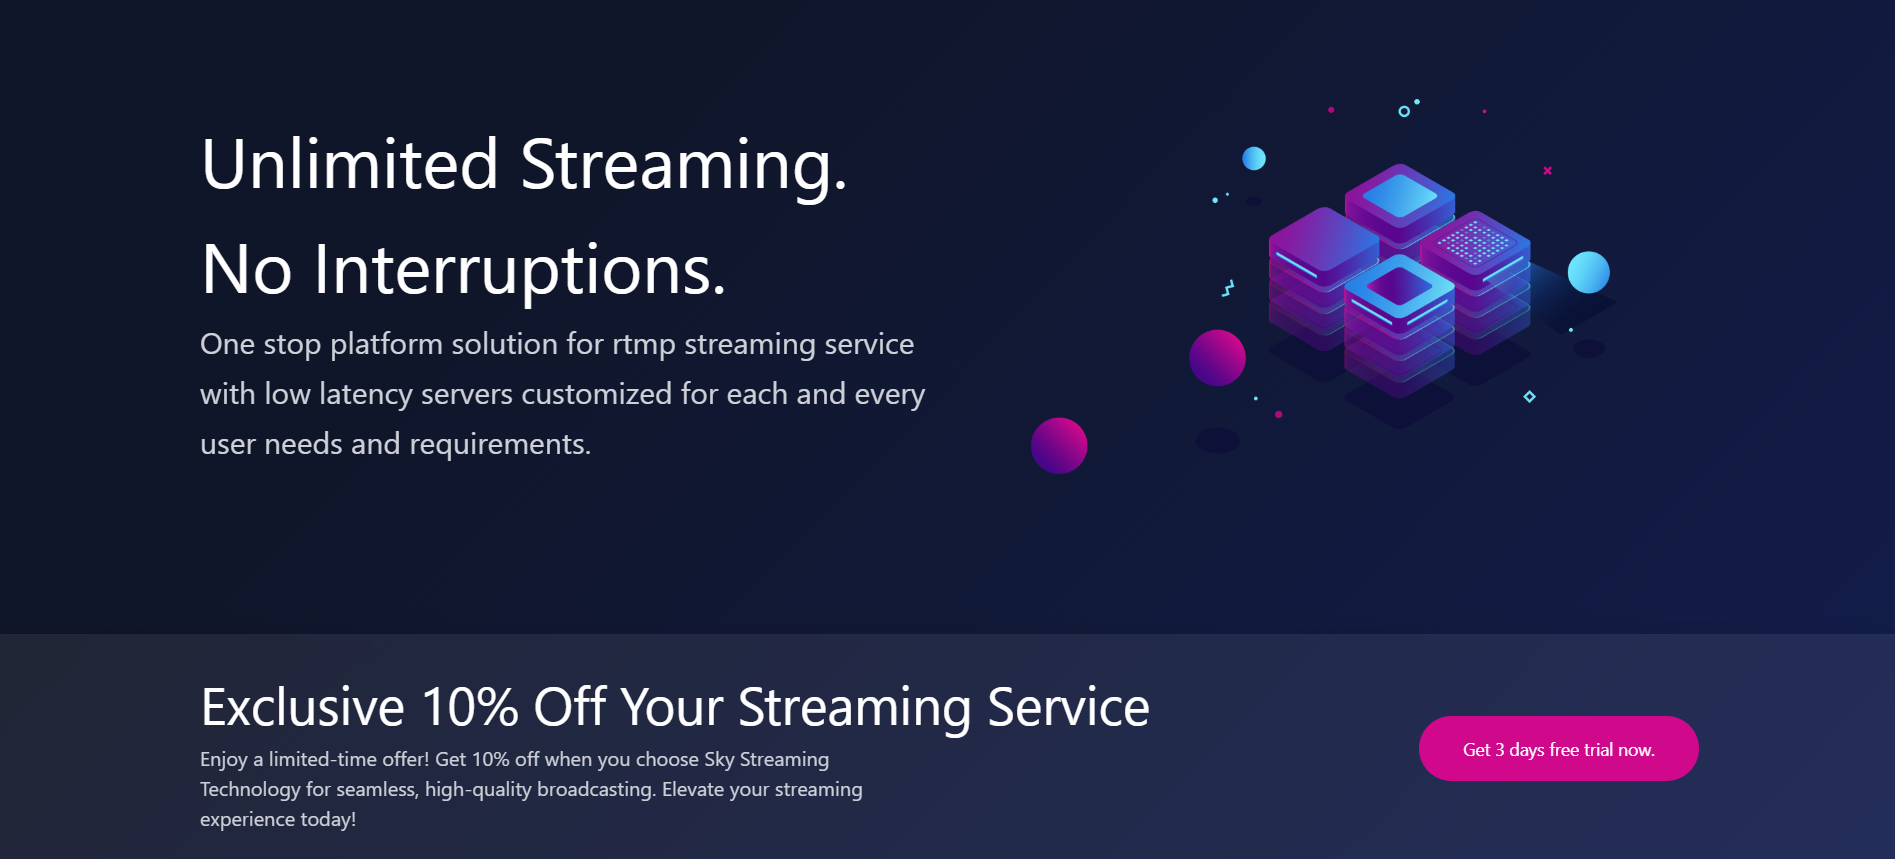 Unlimited Streaming.
No Interruptions.
One stop platform solution for rtmp streaming service
with low latency servers customized for each and every
user needs and requirements.
Exclusive 10% Off Your Streaming Service
Enjoy a limited-time offer! Get 10% off when you choose Sky Streaming
Technology for seamless, high-quality broadcasting. Elevate your streaming
experience today!
Get 3 days free trial now.